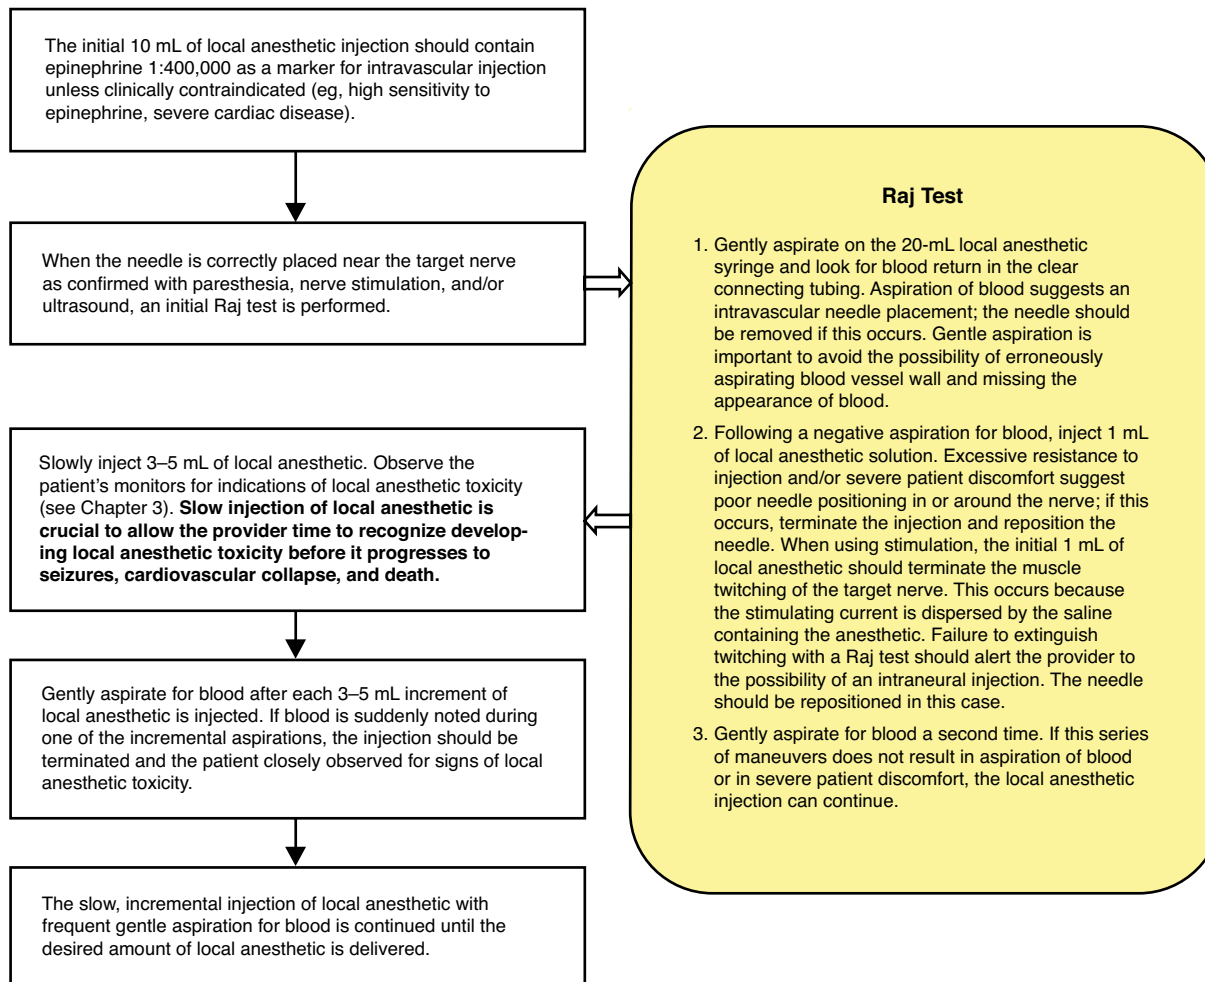 The initial 10 mL of local anesthetic injection should contain
epinephrine 1:400,000 as a marker for intravascular injection
unless clinically contraindicated (eg, high sensitivity to
epinephrine, severe cardiac disease).
When the needle is correctly placed near the target nerve
as confirmed with paresthesia, nerve stimulation, and/or
ultrasound, an initial Raj test is performed.
Raj Test
1. Gently aspirate on the 20-mL local anesthetic
syringe and look for blood return in the clear
connecting tubing. Aspiration of blood suggests an
intravascular needle placement; the needle should
be removed if this occurs. Gentle aspiration is
important to avoid the possibility of erroneously
aspirating blood vessel wall and missing the
appearance of blood.
2. Following a negative aspiration for blood, inject 1 mL
of local anesthetic solution. Excessive resistance to
injection and/or severe patient discomfort suggest
poor needle positioning in or around the nerve; if this
occurs, terminate the injection and reposition the
needle. When using stimulation, the initial 1 mL of
local anesthetic should terminate the muscle
twitching of the target nerve. This occurs because
the stimulating current is dispersed by the saline
containing the anesthetic. Failure to extinguish
twitching with a Raj test should alert the provider to
the possibility of an intraneural injection. The needle
should be repositioned in this case.
3. Gently aspirate for blood a second time. If this series
of maneuvers does not result in aspiration of blood
or in severe patient discomfort, the local anesthetic
injection can continue.
Slowly inject 3–5 mL of local anesthetic. Observe the
patient's monitors for indications of local anesthetic toxicity
(see Chapter 3). Slow injection of local anesthetic is
crucial to allow the provider time to recognize develop-
ing local anesthetic toxicity before it progresses to
seizures, cardiovascular collapse, and death.
Gently aspirate for blood after each 3–5 mL increment of
local anesthetic is injected. If blood is suddenly noted during
one of the incremental aspirations, the injection should be
terminated and the patient closely observed for signs of local
anesthetic toxicity.
The slow, incremental injection of local anesthetic with
frequent gentle aspiration for blood is continued until the
desired amount of local anesthetic is delivered.